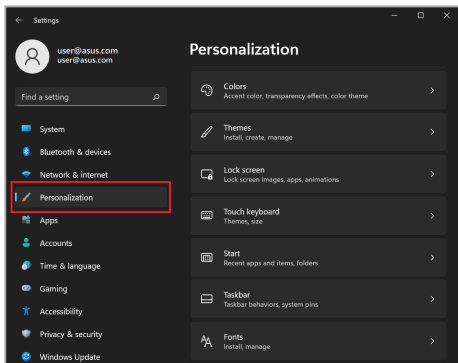 Settings
user@asus.com
user@asus.com
Find a setting
System
Bluetooth & devices
Network & internet
Personalization
Apps
Accounts
Time & language
Gaming
Accessibility
Privacy & security
Windows Update
Personalization
Colors
Accent color, transparency effects, color theme
Themes
Install, create, manage
Lock screen
Lock screen images, apps, animations
Touch keyboard
Themes, size
Start
Recent apps and items, folders
Taskbar
Taskbar behaviors, system pins
Fonts
Install, manage